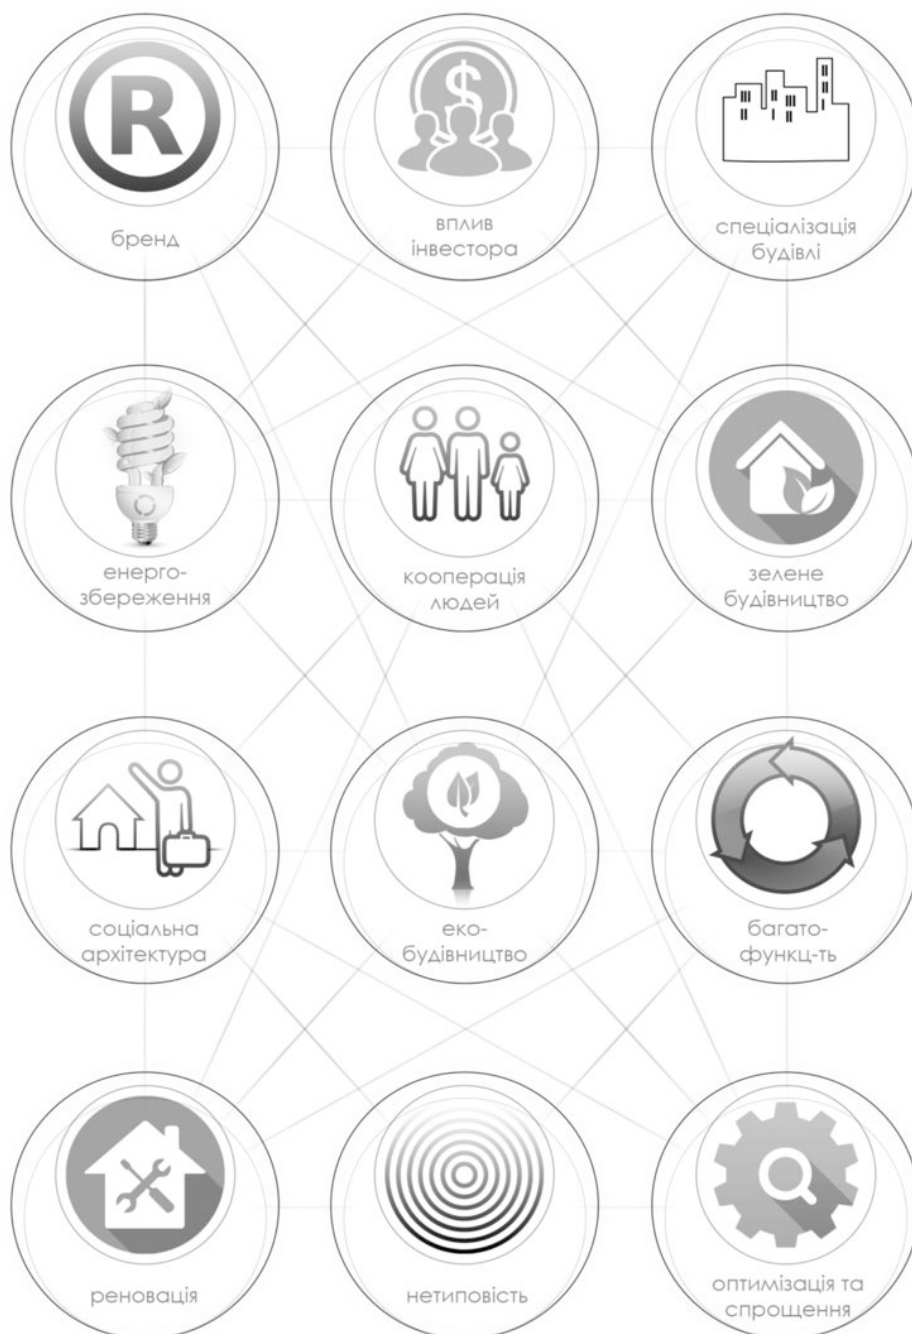 R
$
бренд
вплив
інвестора
спеціалізація
будівлі
енерго-
збереження
кооперація
людей
зелене
будівництво
соціальна
архітектура
еко-
будівництво
багато-
функц-ть
реновація
нетиповість
оптимізація та
спрощення